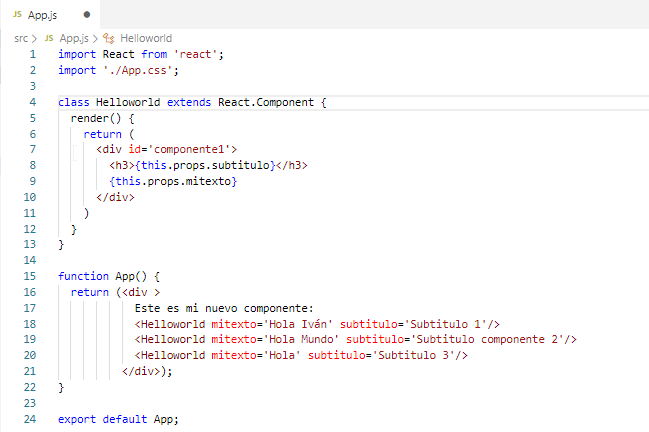 JS App.js
src > JS App.js > Helloworld
1 import React from 'react';
2 import './App.css';
3
4 class Helloworld extends React.Component {
5 render() {
6 return (
7 <div id='componente1'>
8 <h3>{this.props.subtitulo}</h3>
9 {this.props.mitexto}
10 </div>
11 )
12 }
13 }
14
15 function App() {
16 return (<div >
17 Este es mi nuevo componente:
18 <Helloworld mitexto='Hola Iván' subtitulo='Subtitulo 1'/>
19 <Helloworld mitexto='Hola Mundo' subtitulo='Subtitulo componente 2'/>
20 <Helloworld mitexto='Hola' subtitulo='Subtitulo 3'/>
21 </div>);
22 }
23
24 export default App;